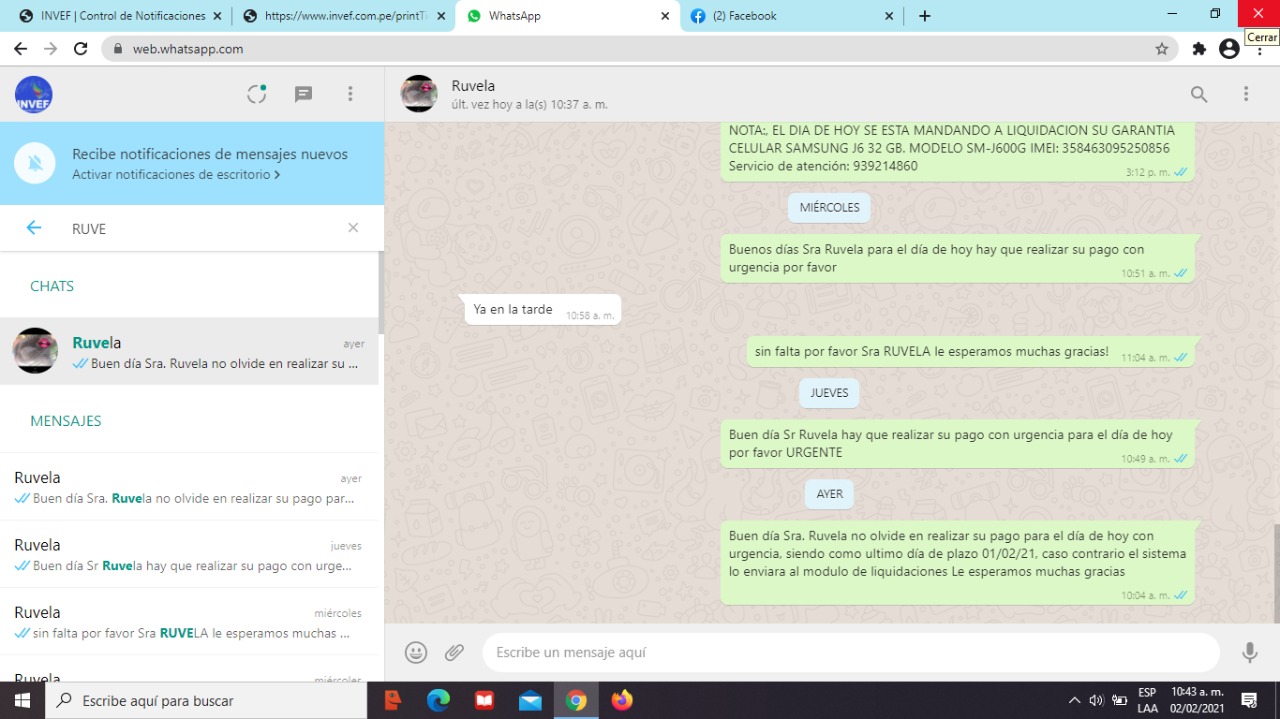 INVEF | Control de Notificaciones
https://www.invef.com.pe/printTi
WhatsApp
(2) Facebook
Cerrar
web.whatsapp.com
INVEF
Ruvela
últ. vez hoy a la(s) 10:37 a. m.
Recibe notificaciones de mensajes nuevos
Activar notificaciones de escritorio
RUVE
CHATS
Ruvela
ayer
Buen día Sra. Ruvela no olvide en realizar su ...
MENSAJES
Ruvela
ayer
Buen día Sra. Ruvela no olvide en realizar su pago par...
Ruvela
jueves
Buen día Sr Ruvela hay que realizar su pago con urge...
Ruvela
miércoles
sin falta por favor Sra RUVELA le esperamos muchas ...
Ruvela
miércoles
NOTA:, EL DIA DE HOY SE ESTA MANDANDO A LIQUIDACION SU GARANTIA
CELULAR SAMSUNG J6 32 GB. MODELO SM-J600G IMEI: 358463095250856
Servicio de atención: 939214860
3:12 p. m.
MIÉRCOLES
Buenos días Sra Ruvela para el día de hoy hay que realizar su pago con
urgencia por favor
10:51 a. m.
Ya en la tarde
10:58 a. m.
sin falta por favor Sra RUVELA le esperamos muchas gracias!
11:04 a. m.
JUEVES
Buen día Sr Ruvela hay que realizar su pago con urgencia para el día de hoy
por favor URGENTE
10:49 a. m.
AYER
Buen día Sra. Ruvela no olvide en realizar su pago para el día de hoy con
urgencia, siendo como ultimo día de plazo 01/02/21, caso contrario el sistema
lo enviara al modulo de liquidaciones Le esperamos muchas gracias
10:04 a. m.
Escribe un mensaje aquí
Escribe aquí para buscar
ESP
LAA
10:43 a. m.
02/02/2021